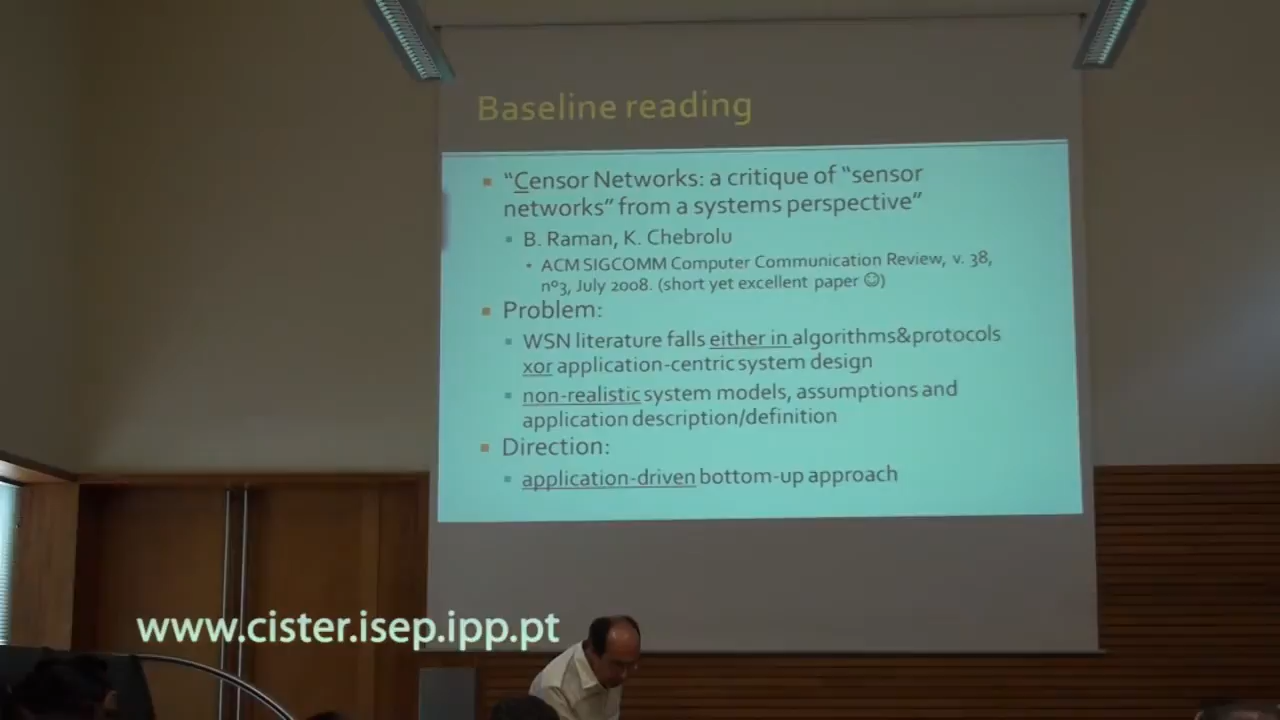 Baseline reading
"Censor Networks: a critique of "sensor
networks" from a systems perspective"
B. Raman, K. Chebrolu
ACM SIGCOMM Computer Communication Review, v. 38,
nº3, July 2008. (short yet excellent paper ☺)
Problem:
WSN literature falls either in algorithms&protocols
xor application-centric system design
non-realistic system models, assumptions and
application description/definition
Direction:
application-driven bottom-up approach
www.cister.isep.ipp.pt